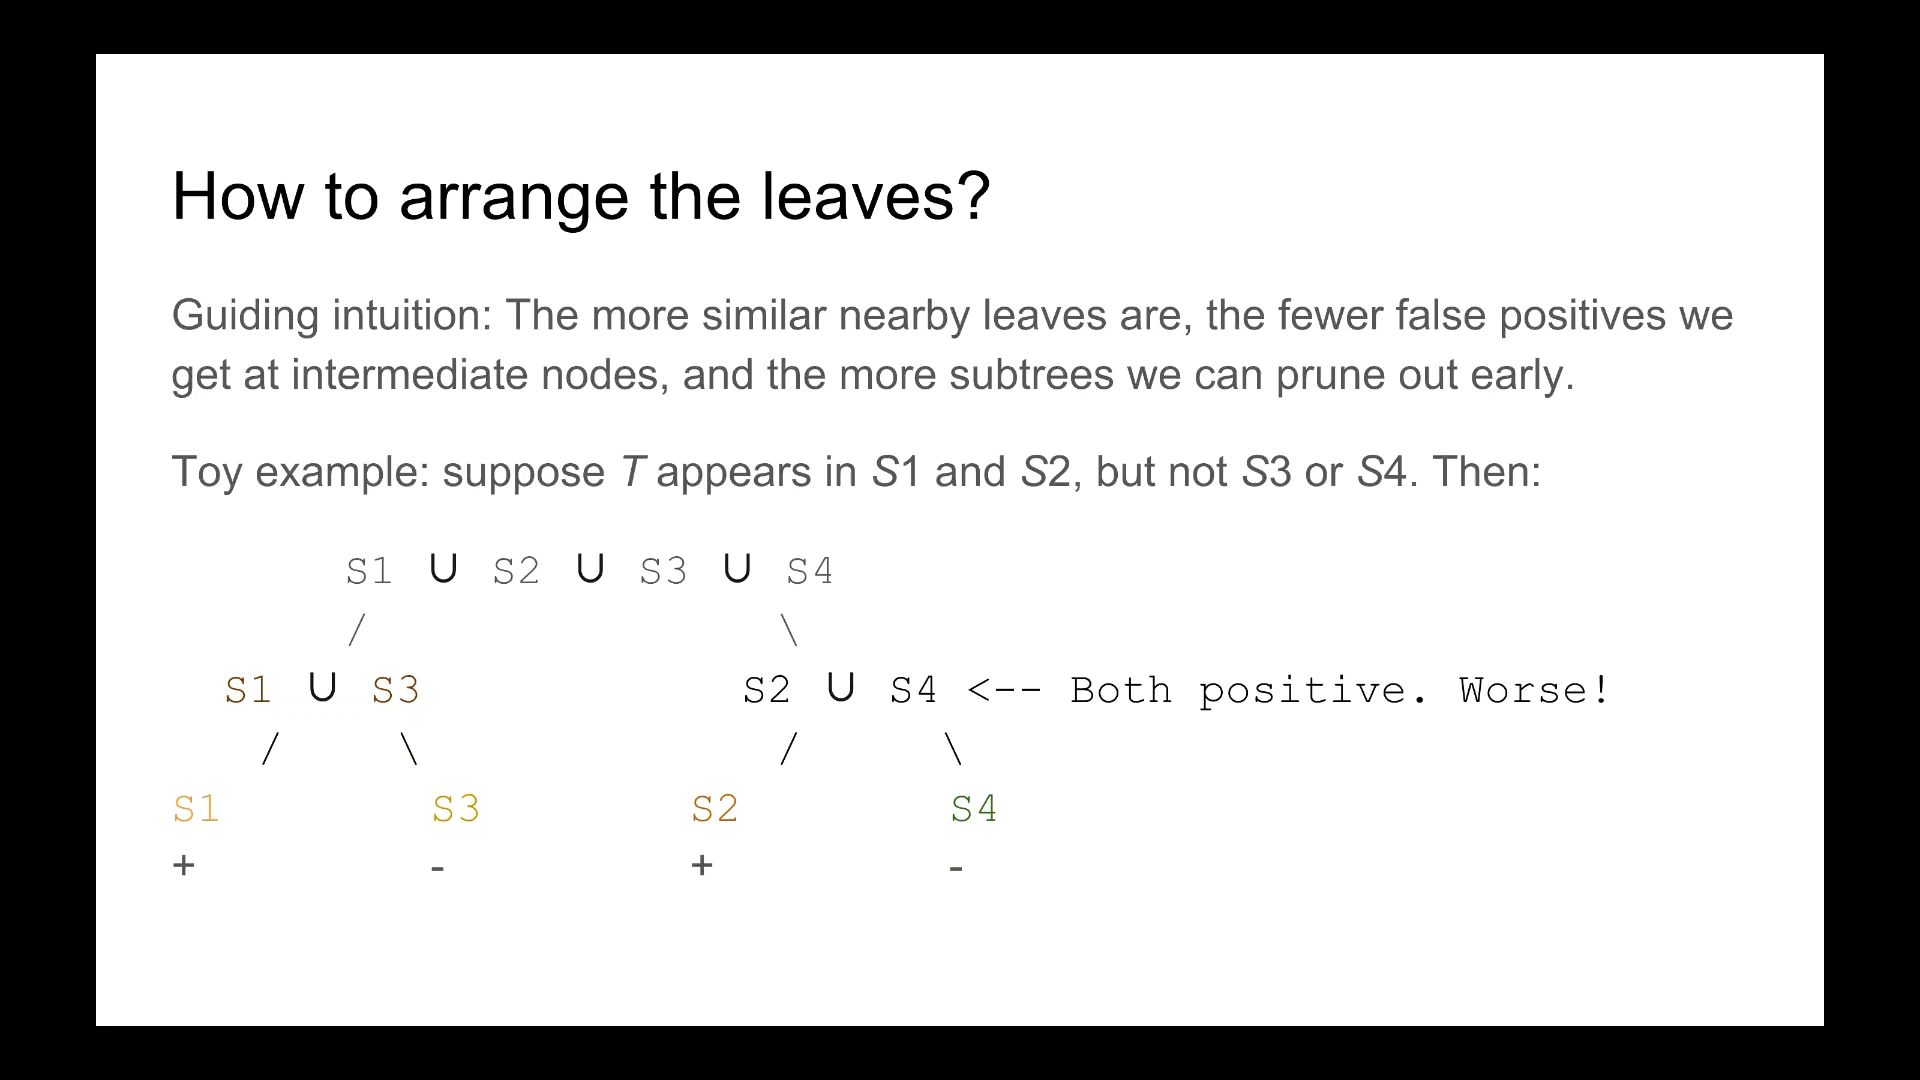 How to arrange the leaves?
Guiding intuition: The more similar nearby leaves are, the fewer false positives we
get at intermediate nodes, and the more subtrees we can prune out early.
Toy example: suppose T appears in S1 and S2, but not S3 or S4. Then:
S1 ∪ S2 ∪ S3 ∪ S4
/ \
S1 ∪ S3 S2 ∪ S4 <-- Both positive. Worse!
/ \ / \
S1 S3 S2 S4
+ - + -